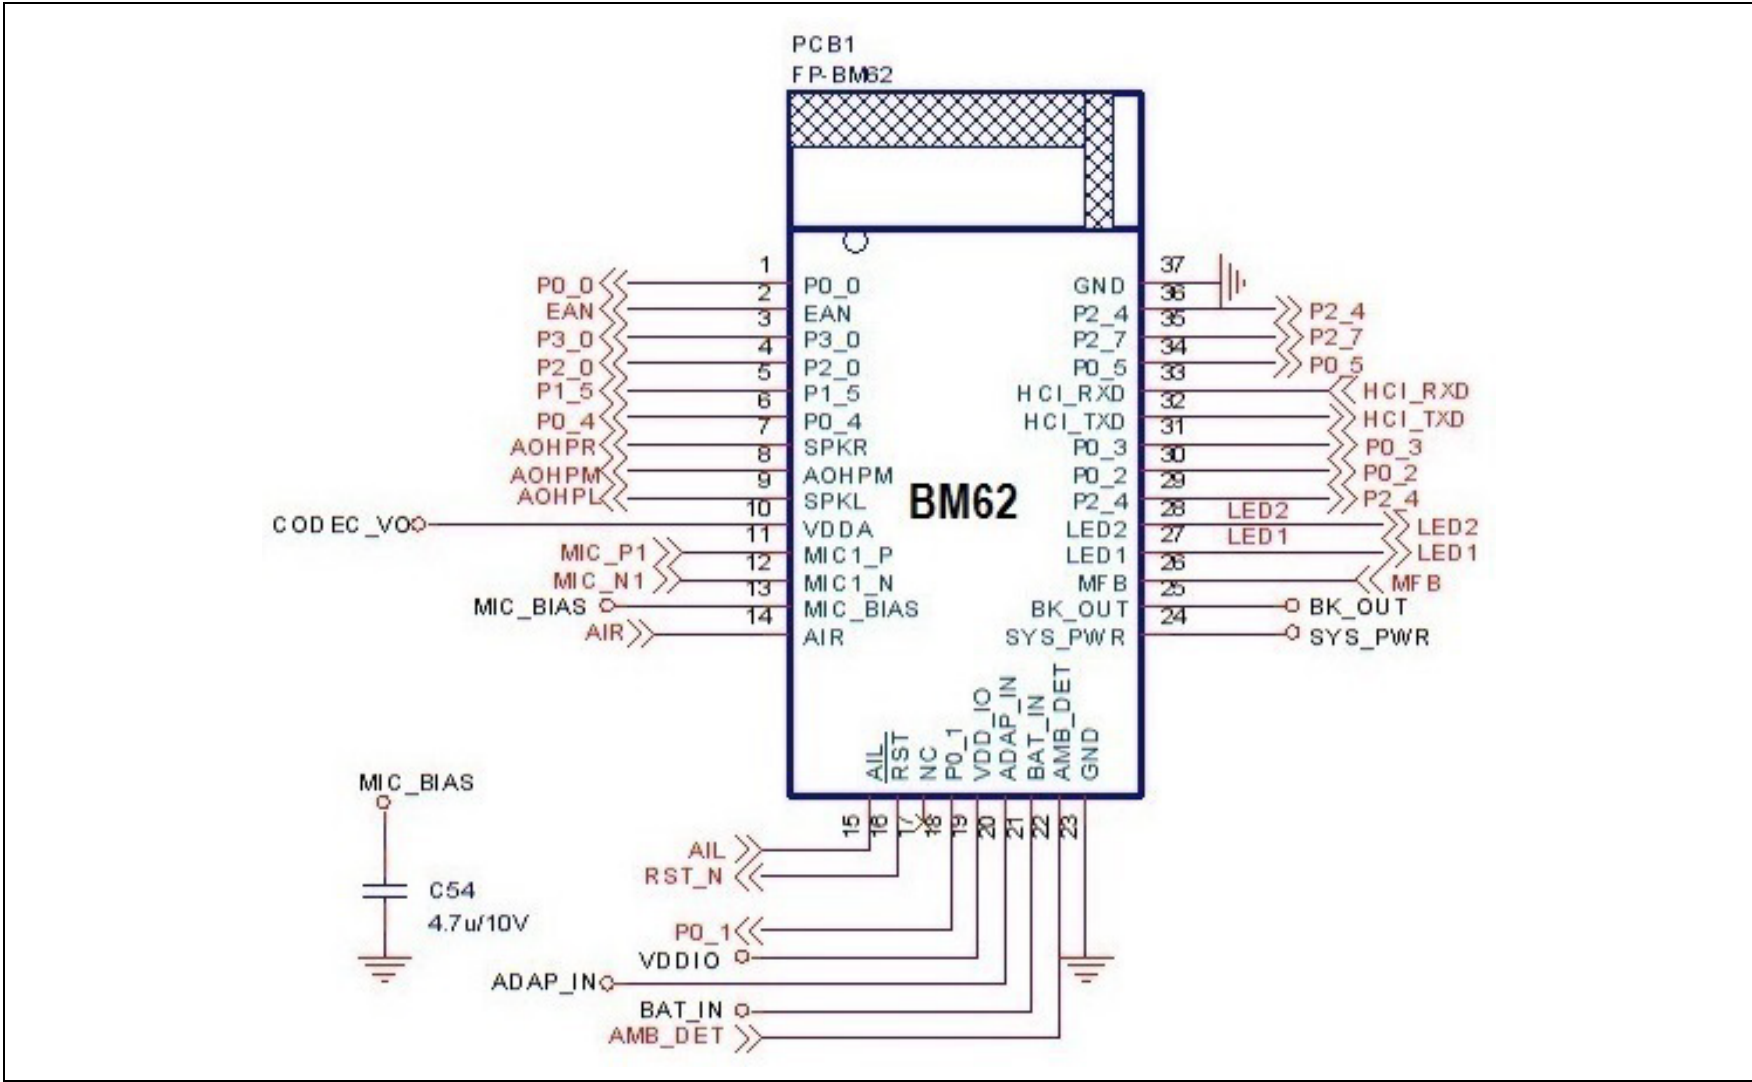 PCB1
FP-BM62
1
P0_0 P0_0
2
EAN EAN
3
P3_0 P3_0
4
P2_0 P2_0
5
P1_5 P1_5
6
P0_4 P0_4
7
AOHPR SPKR
8
AOHPM AOHPM
9
AOHPL SPKL
10
CODEC_VO VDDA
11
MIC_P1 MIC1_P
12
MIC_N1 MIC1_N
13
MIC_BIAS MIC_BIAS
14
AIR AIR
BM62
37
GND
36
P2_4 P2_4
35
P2_7 P2_7
34
P0_5 P0_5
33
HCI_RXD HCI_RXD
32
HCI_TXD HCI_TXD
31
P0_3 P0_3
30
P0_2 P0_2
29
P2_4 P2_4
28
LED2 LED2 LED2
27
LED1 LED1 LED1
26
MFB MFB
25
BK_OUT BK_OUT
24
SYS_PWR SYS_PWR
AIL
RST
NC
P0_1
VDD_IO
ADAP_IN
BAT_IN
AMB_DET
GND
15
16
17
18
19
20
21
22
23
AIL
RST_N
P0_1
VDDIO
ADAP_IN
BAT_IN
AMB_DET
MIC_BIAS
C54
4.7u/10V